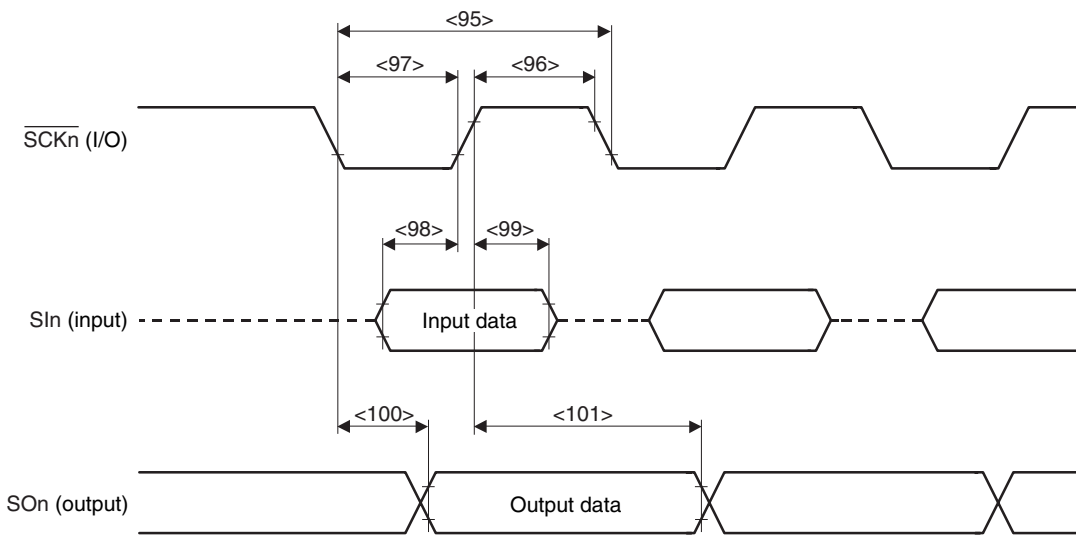 <95>
<97> <96>
SCKn (I/O)
<98> <99>
SIn (input) Input data
<100> <101>
SOn (output) Output data